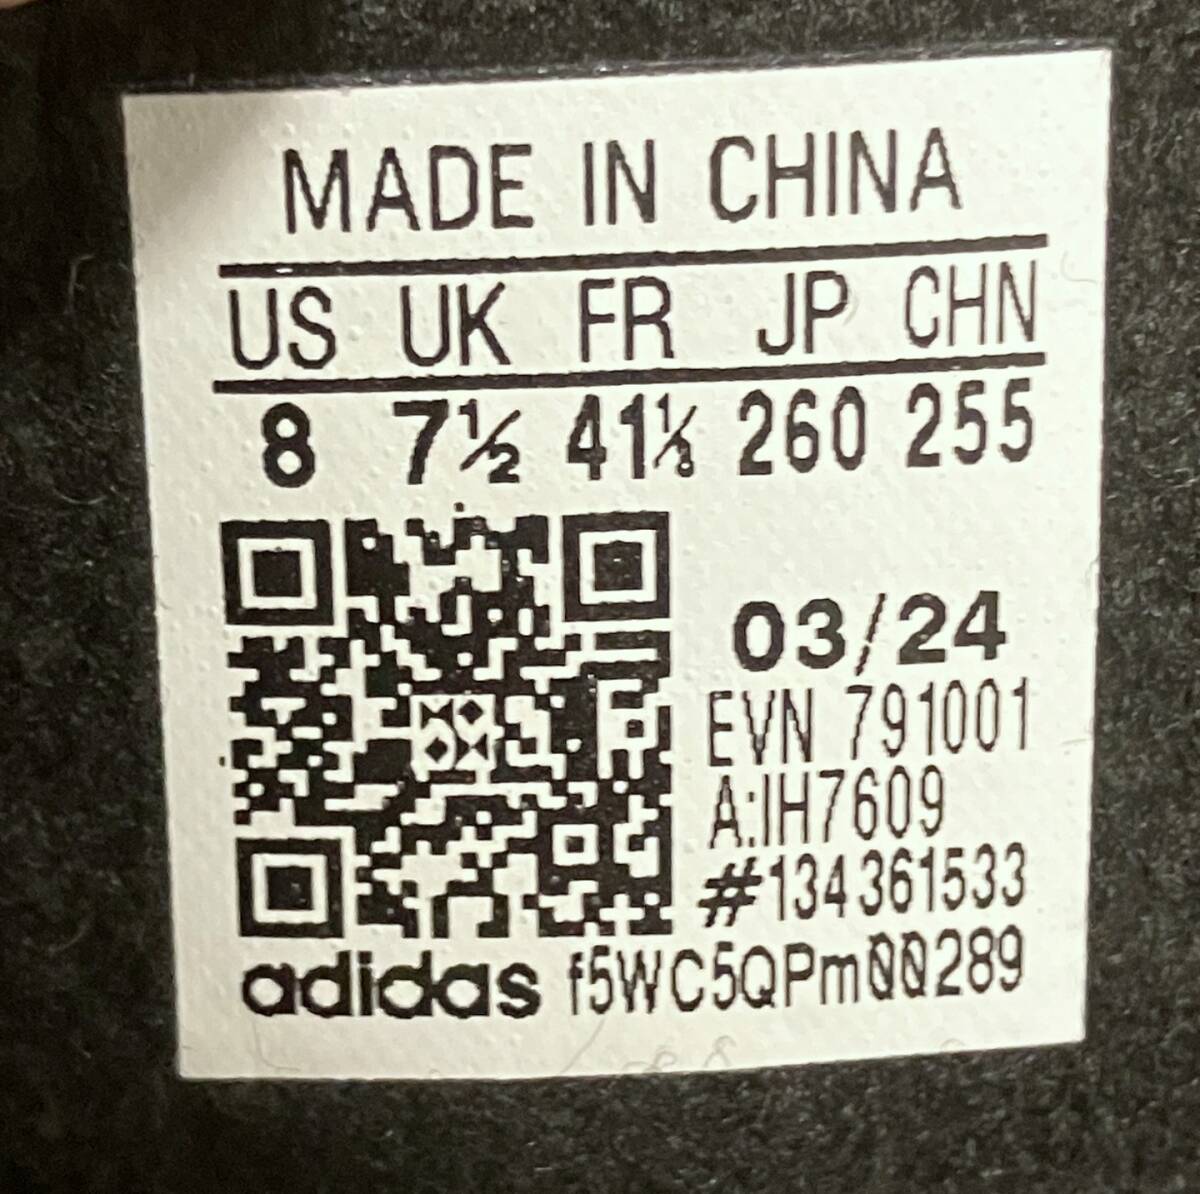 MADE IN CHINA
US UK FR JP CHN
8 7½ 41⅓ 260 255
03/24
EVN 791001
A:IH7609
#134361533
adidas f5WC5QPm00289